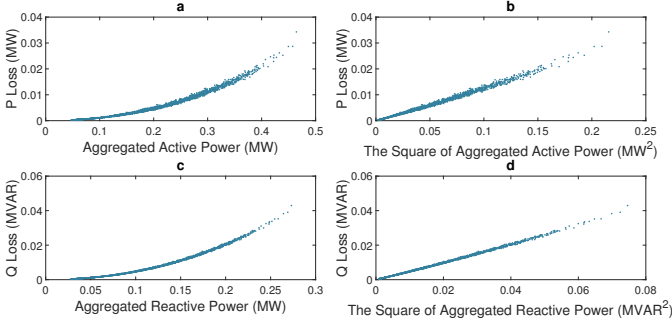 a
0.04
0.03
0.02
0.01
0
P Loss (MW)
0 0.1 0.2 0.3 0.4 0.5
Aggregated Active Power (MW)
b
0.04
0.03
0.02
0.01
0
P Loss (MW)
0 0.05 0.1 0.15 0.2 0.25
The Square of Aggregated Active Power (MW²)
c
0.06
0.04
0.02
0
Q Loss (MVAR)
0 0.05 0.1 0.15 0.2 0.25 0.3
Aggregated Reactive Power (MW)
d
0.06
0.04
0.02
0
Q Loss (MVAR)
0 0.02 0.04 0.06 0.08
The Square of Aggregated Reactive Power (MVAR²)